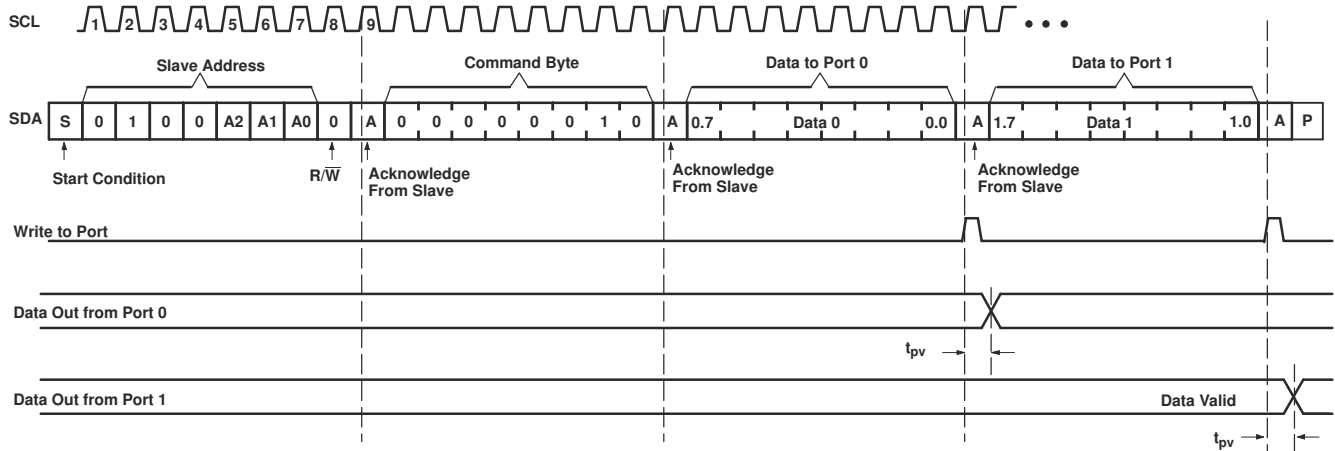 SCL 1 2 3 4 5 6 7 8 9 • • •
Slave Address Command Byte Data to Port 0 Data to Port 1
SDA S 0 1 0 0 A2 A1 A0 0 A 0 0 0 0 0 0 1 0 A 0.7 Data 0 0.0 A 1.7 Data 1 1.0 A P
Start Condition R/W̅ Acknowledge From Slave Acknowledge From Slave Acknowledge From Slave
Write to Port
Data Out from Port 0
tpv
Data Out from Port 1 Data Valid
tpv